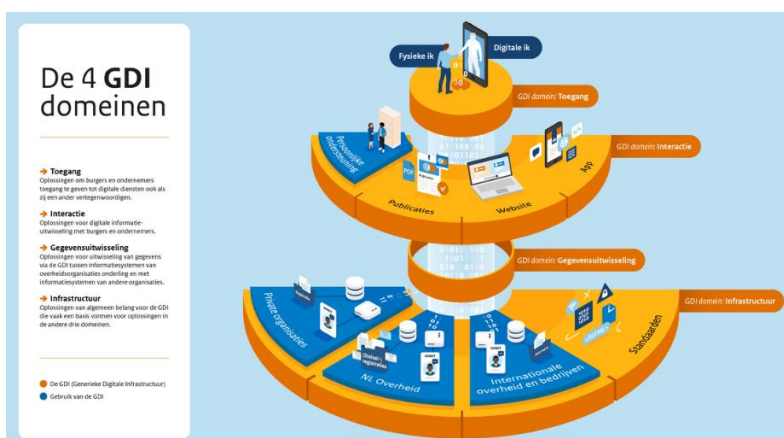 De 4 GDI
domeinen
→ Toegang
Oplossingen om burgers en ondernemers
toegang te geven tot digitale diensten ook als
zij een ander vertegenwoordigen.
→ Interactie
Oplossingen voor digitale informatie-
uitwisseling met burgers en ondernemers.
→ Gegevensuitwisseling
Oplossingen voor uitwisseling van gegevens
via de GDI tussen informatiesystemen van
overheidsorganisaties onderling en met
informatiesystemen van andere organisaties.
→ Infrastructuur
Oplossingen van algemeen belang voor de GDI
die vaak een basis vormen voor oplossingen in
de andere drie domeinen.
De GDI (Generieke Digitale Infrastructuur)
Gebruik van de GDI
Fysieke ik
Digitale ik
GDI domein: Toegang
Persoonlijke
ondersteuning
PDF
Publicaties
Website
App
GDI domein: Interactie
GDI domein: Gegevensuitwisseling
GDI domein: Infrastructuur
Private organisaties
Stelsel
registraties
NL Overheid
Internationale
overheid en bedrijven
</HTML>
Standaarden